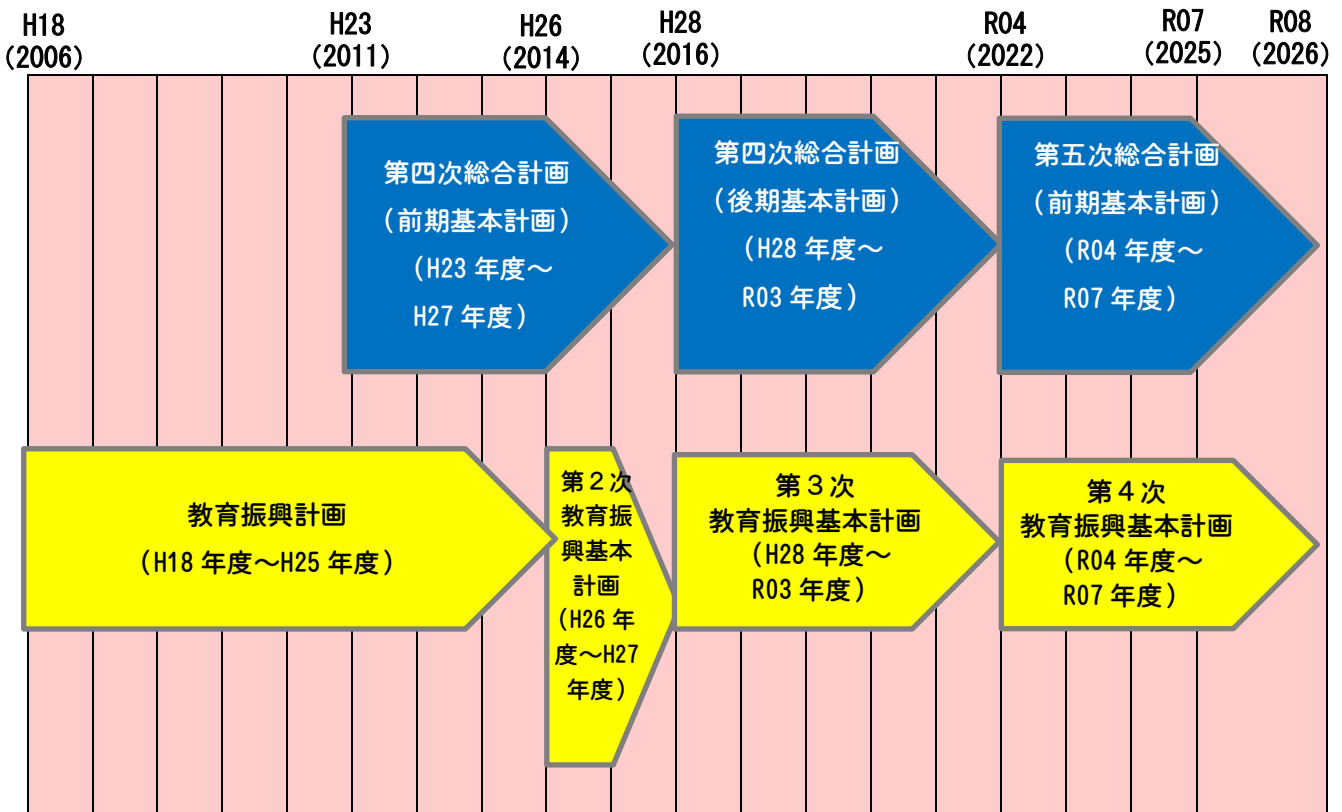 H18
(2006)
H23
(2011)
H26
(2014)
H28
(2016)
R04
(2022)
R07
(2025)
R08
(2026)
第四次総合計画
(前期基本計画)
(H23 年度～
H27 年度)
第四次総合計画
(後期基本計画)
(H28 年度～
R03 年度)
第五次総合計画
(前期基本計画)
(R04 年度～
R07 年度)
教育振興計画
(H18 年度～H25 年度)
第２次
教育振
興基本
計画
(H26 年
度～H27
年度)
第３次
教育振興基本計画
(H28 年度～
R03 年度)
第４次
教育振興基本計画
(R04 年度～
R07 年度)